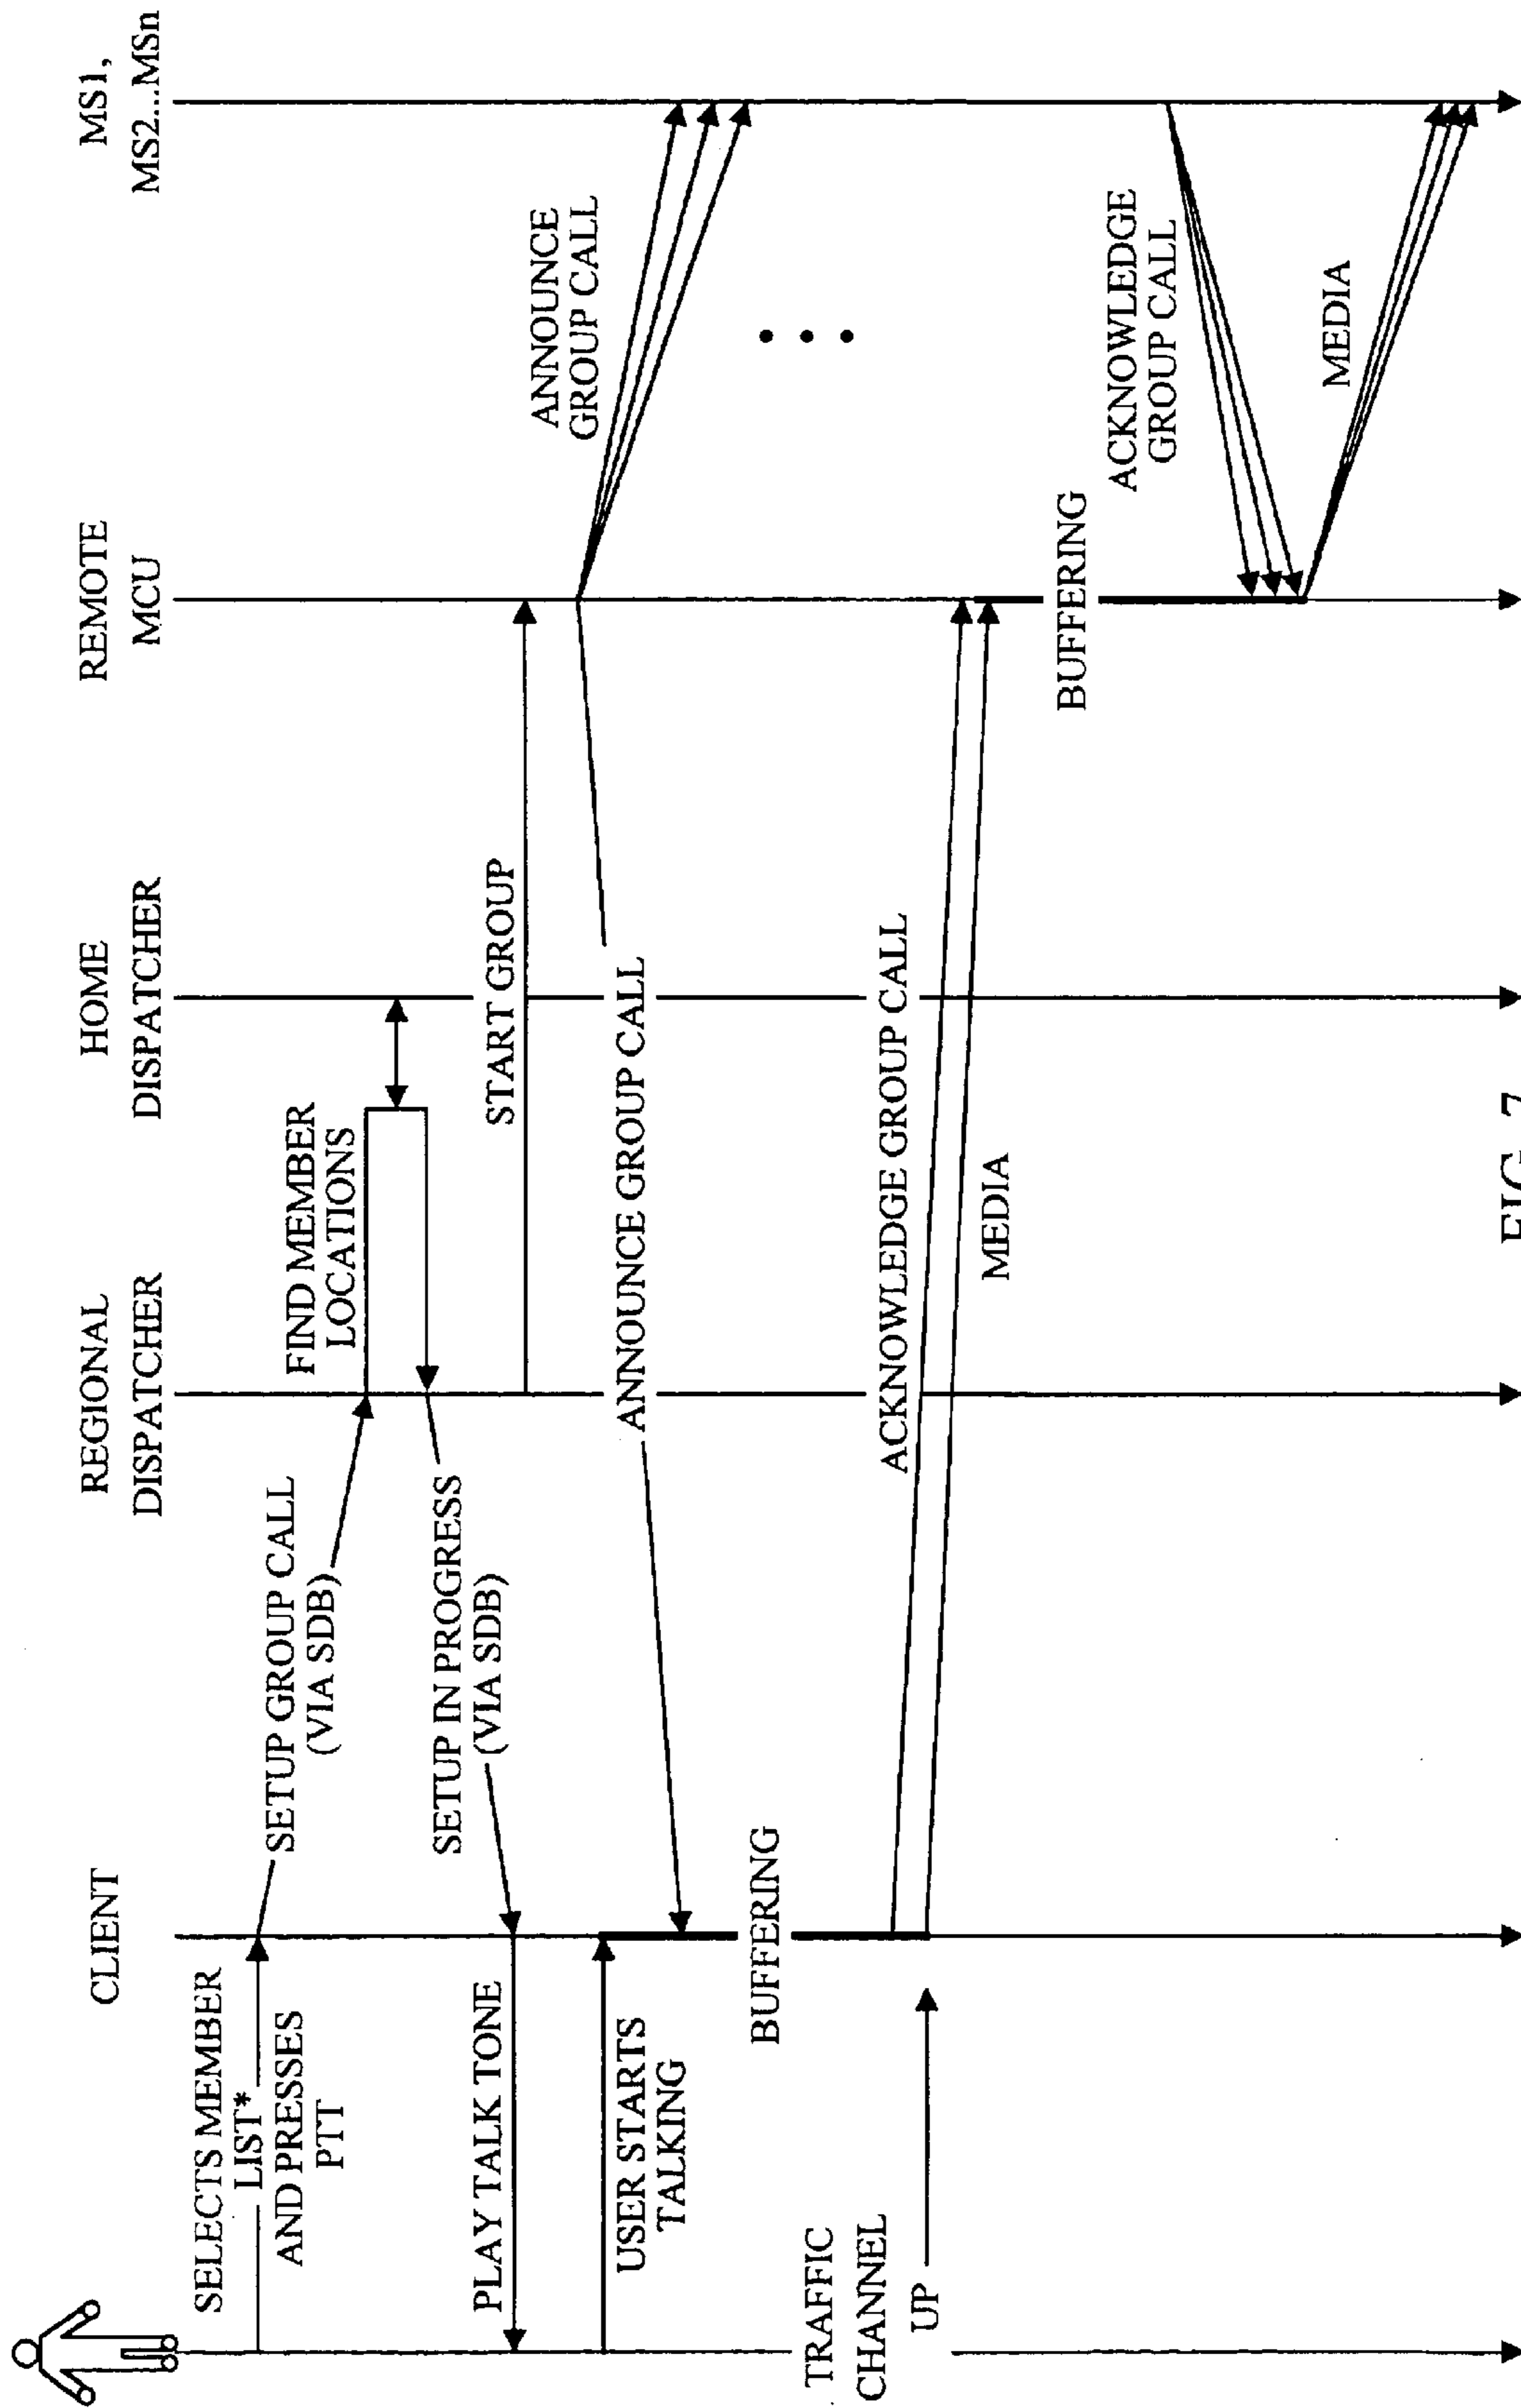 CLIENT
REGIONAL
DISPATCHER
HOME
DISPATCHER
REMOTE
MCU
MS1,
MS2...MSn
SELECTS MEMBER
LIST*
AND PRESSES
PTT
SETUP GROUP CALL
(VIA SDB)
FIND MEMBER
LOCATIONS
SETUP IN PROGRESS
(VIA SDB)
PLAY TALK TONE
START GROUP
ANNOUNCE
GROUP CALL
USER STARTS
TALKING
ANNOUNCE GROUP CALL
BUFFERING
TRAFFIC
CHANNEL
UP
ACKNOWLEDGE GROUP CALL
MEDIA
BUFFERING
ACKNOWLEDGE
GROUP CALL
MEDIA
FIG. 7